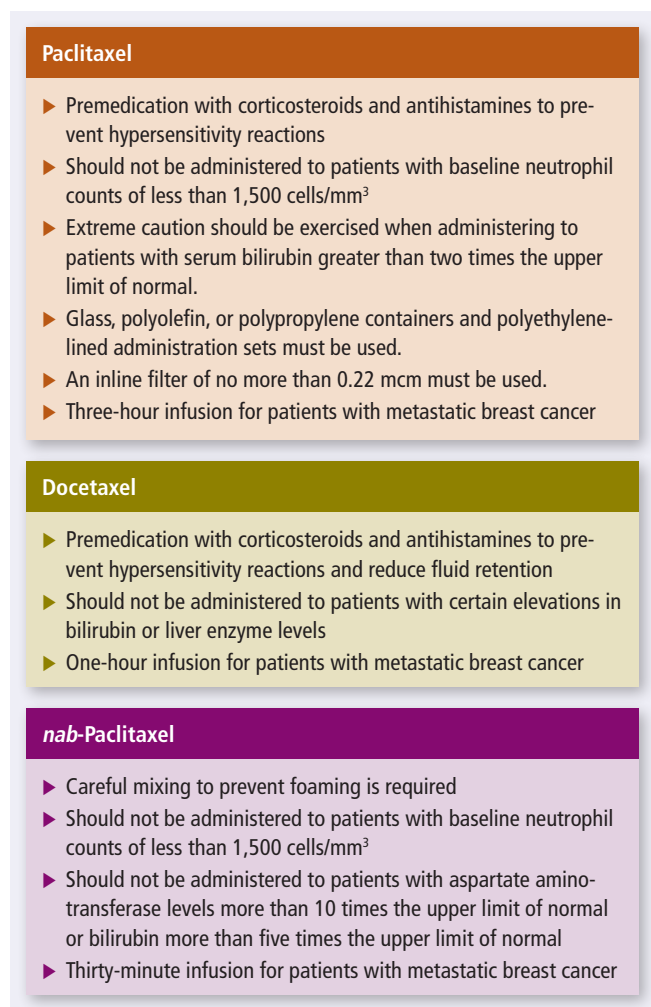 Paclitaxel
▶ Premedication with corticosteroids and antihistamines to pre-
vent hypersensitivity reactions
▶ Should not be administered to patients with baseline neutrophil
counts of less than 1,500 cells/mm³
▶ Extreme caution should be exercised when administering to
patients with serum bilirubin greater than two times the upper
limit of normal.
▶ Glass, polyolefin, or polypropylene containers and polyethylene-
lined administration sets must be used.
▶ An inline filter of no more than 0.22 mcm must be used.
▶ Three-hour infusion for patients with metastatic breast cancer
Docetaxel
▶ Premedication with corticosteroids and antihistamines to pre-
vent hypersensitivity reactions and reduce fluid retention
▶ Should not be administered to patients with certain elevations in
bilirubin or liver enzyme levels
▶ One-hour infusion for patients with metastatic breast cancer
nab-Paclitaxel
▶ Careful mixing to prevent foaming is required
▶ Should not be administered to patients with baseline neutrophil
counts of less than 1,500 cells/mm³
▶ Should not be administered to patients with aspartate amino-
transferase levels more than 10 times the upper limit of normal
or bilirubin more than five times the upper limit of normal
▶ Thirty-minute infusion for patients with metastatic breast cancer